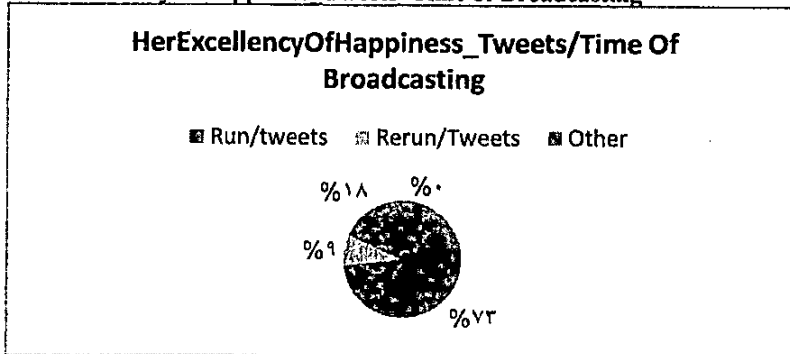 HerExcellencyOfHappiness_Tweets/Time Of
Broadcasting
Run/tweets Rerun/Tweets Other
%١٨ %٠
%٩
%٧٣